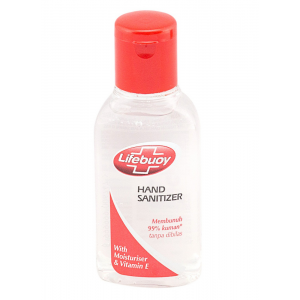 Lifebuoy
HAND
SANITIZER
Membunuh
99% kuman*
tanpa dibilas
With
Moisturiser
& Vitamin E